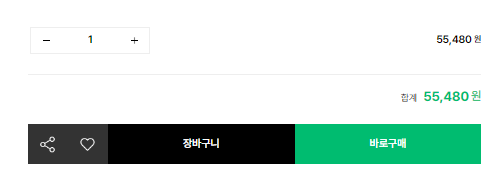 − 1 + 55,480 원
합계 55,480 원
장바구니 바로구매